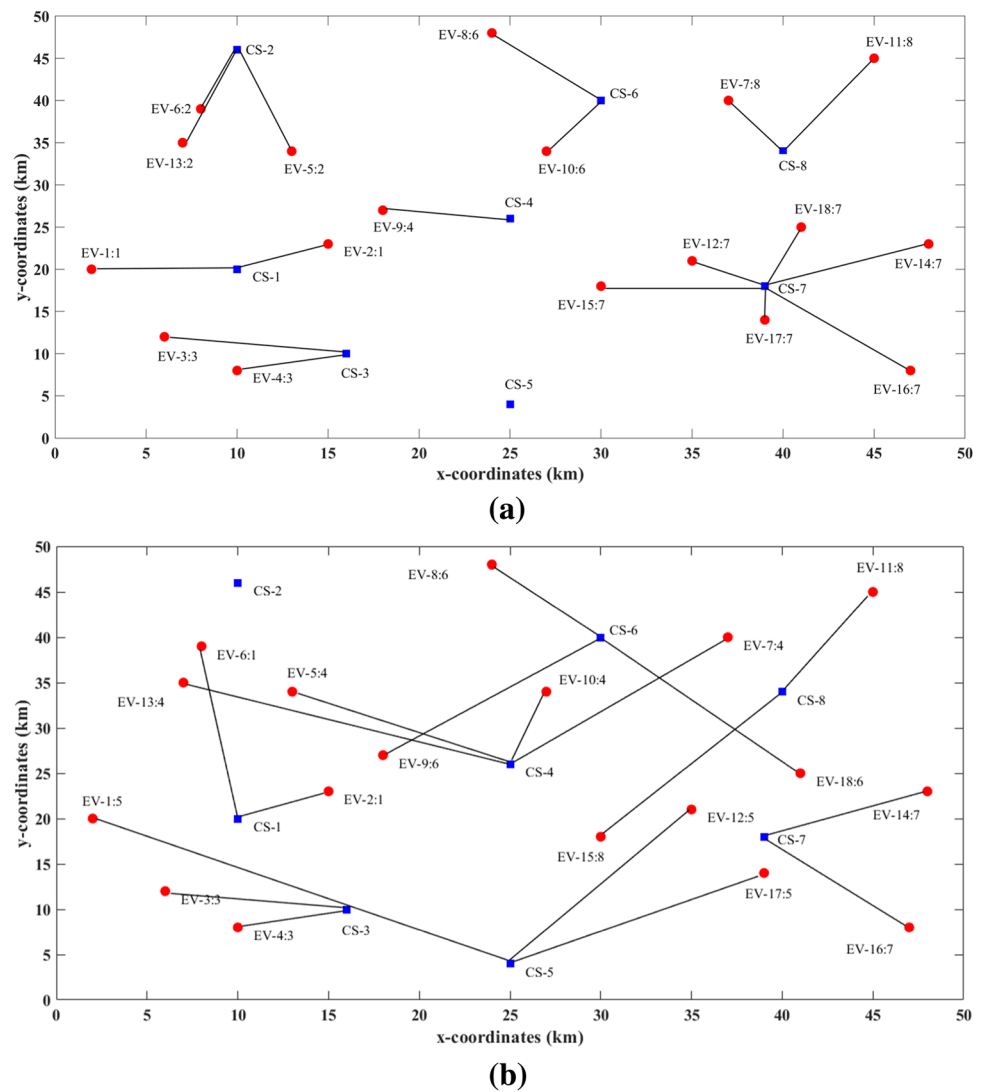 50
EV-8:6
EV-11:8
45
CS-2
40
EV-6:2
CS-6
EV-7:8
35
EV-13:2
EV-5:2
EV-10:6
CS-8
30
CS-4
25
EV-9:4
EV-18:7
EV-1:1
EV-2:1
EV-12:7
EV-14:7
20
CS-1
CS-7
15
EV-15:7
EV-17:7
10
EV-3:3
EV-4:3
CS-3
CS-5
EV-16:7
5
0
y-coordinates (km)
0 5 10 15 20 25 30 35 40 45 50
x-coordinates (km)
(a)
50
EV-8:6
EV-11:8
45
CS-2
40
EV-6:1
CS-6
EV-7:4
35
EV-13:4
EV-5:4
EV-10:4
CS-8
30
25
EV-9:6
CS-4
EV-18:6
EV-1:5
EV-2:1
EV-12:5
EV-14:7
20
CS-1
CS-7
15
EV-15:8
EV-3:3
EV-17:5
10
EV-4:3
CS-3
EV-16:7
5
CS-5
0
y-coordinates (km)
0 5 10 15 20 25 30 35 40 45 50
x-coordinates (km)
(b)